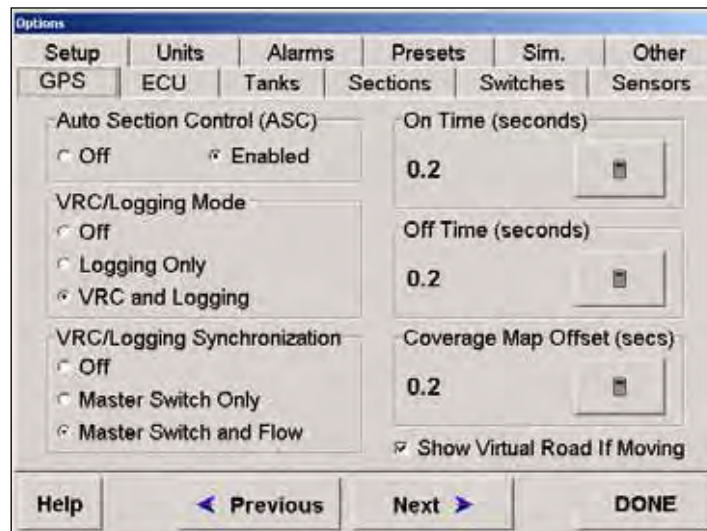 Options
Setup Units Alarms Presets Sim. Other
GPS ECU Tanks Sections Switches Sensors
Auto Section Control (ASC)
Off Enabled
VRC/Logging Mode
Off
Logging Only
VRC and Logging
VRC/Logging Synchronization
Off
Master Switch Only
Master Switch and Flow
On Time (seconds)
0.2
Off Time (seconds)
0.2
Coverage Map Offset (secs)
0.2
Show Virtual Road If Moving
Help Previous Next DONE